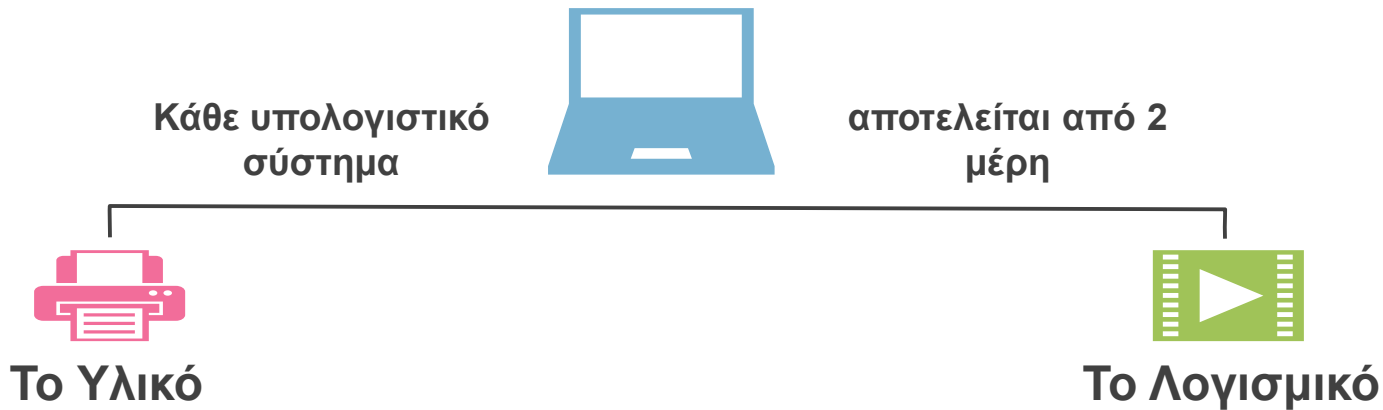 Κάθε υπολογιστικό
σύστημα
αποτελείται από 2
μέρη
Το Υλικό
Το Λογισμικό